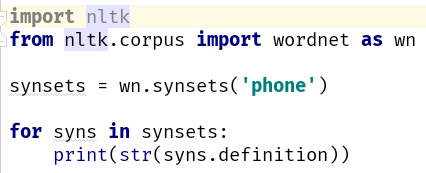 import nltk
from nltk.corpus import wordnet as wn
synsets = wn.synsets('phone')
for syns in synsets:
    print(str(syns.definition))